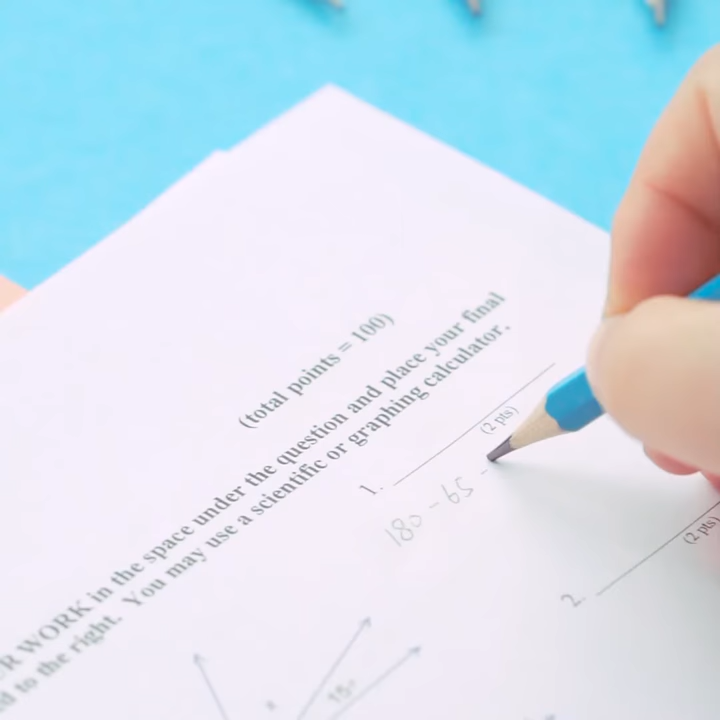 (total points = 100)
R WORK in the space under the question and place your final
d to the right. You may use a scientific or graphing calculator.
1.
(2 pts)
180 - 65 -
2.
(2 pts)
15°